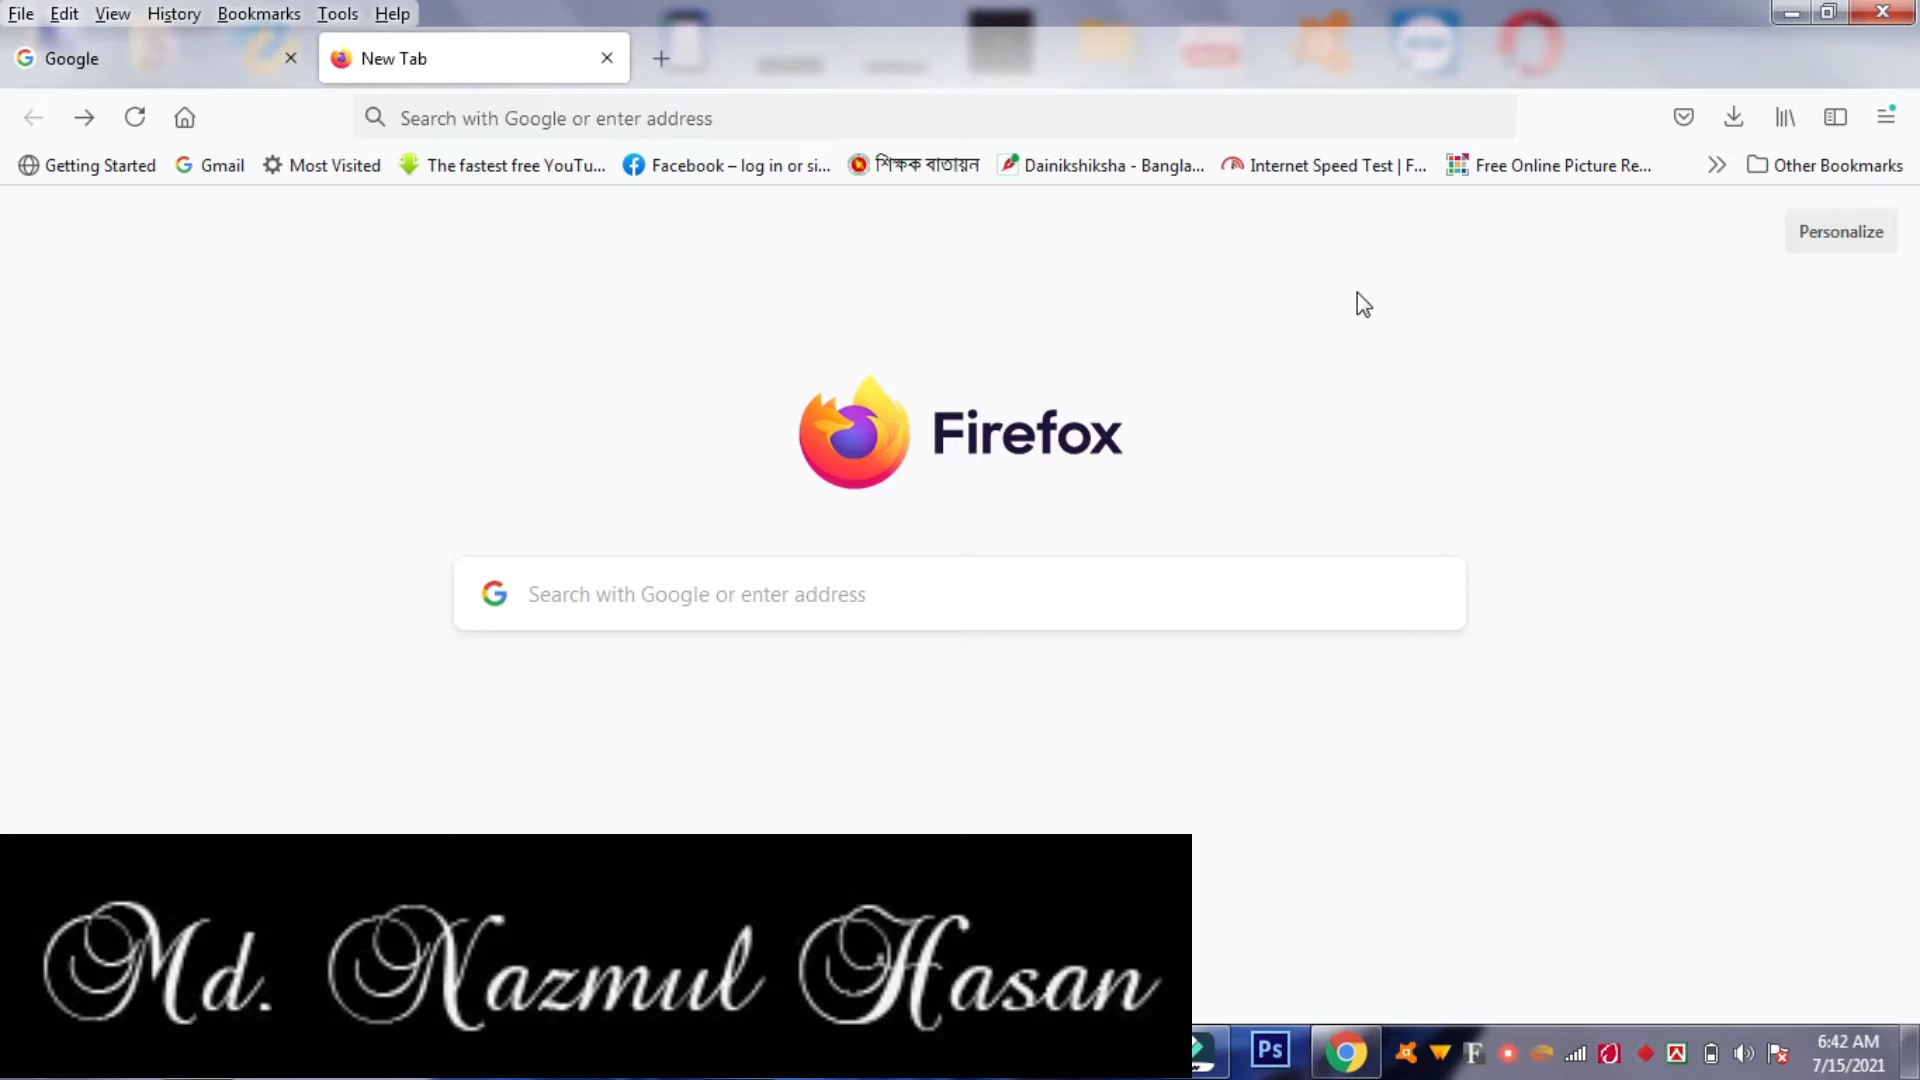 File Edit View History Bookmarks Tools Help
Google New Tab
Search with Google or enter address
Getting Started Gmail Most Visited The fastest free YouTu... Facebook – log in or si... শিক্ষক বাতায়ন Dainikshiksha - Bangla... Internet Speed Test | F... Free Online Picture Re... Other Bookmarks
Personalize
Firefox
Search with Google or enter address
Md. Nazmul Hasan
Ps
6:42 AM
7/15/2021